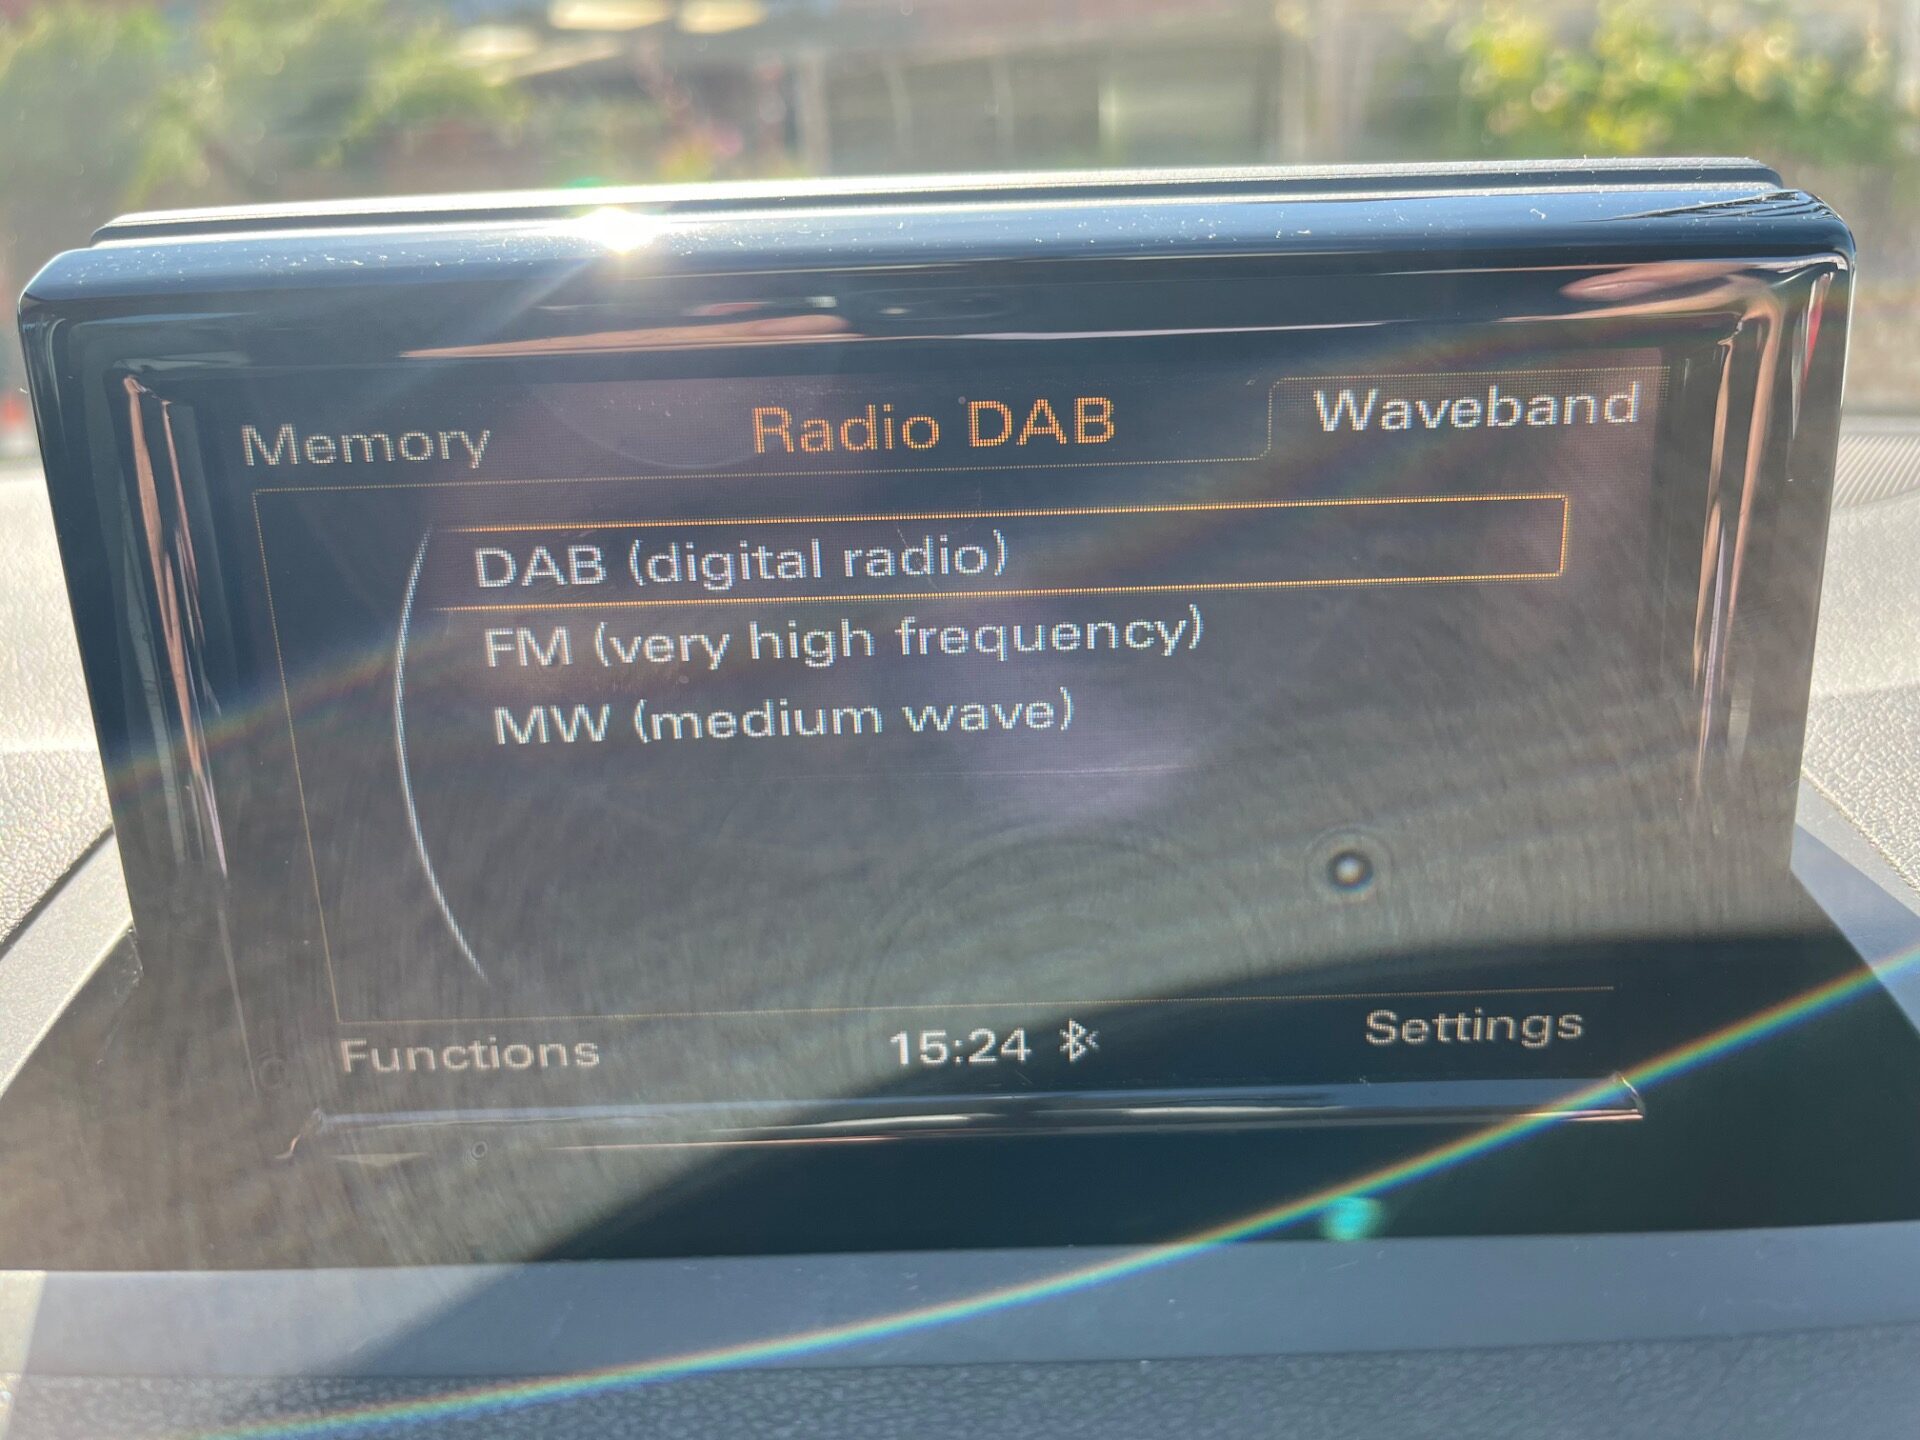 Memory Radio DAB Waveband
DAB (digital radio)
FM (very high frequency)
MW (medium wave)
Functions 15:24 Settings